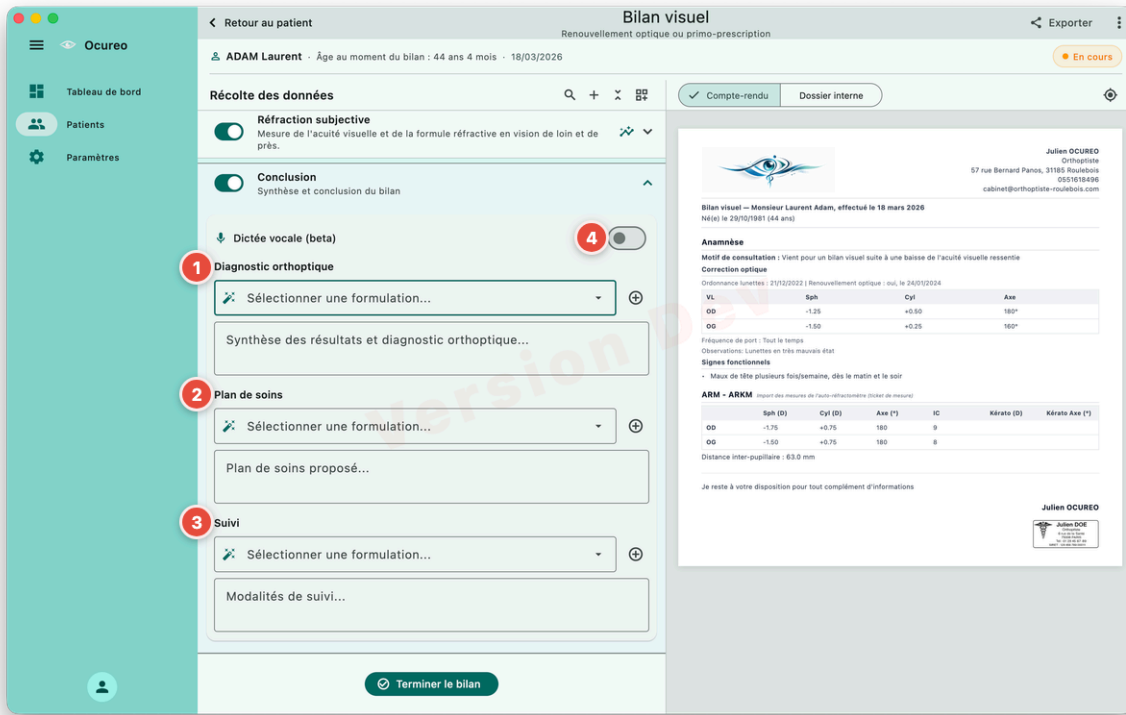 Ocureo
Tableau de bord
Patients
Paramètres
Retour au patient
Bilan visuel
Renouvellement optique ou primo-prescription
Exporter
ADAM Laurent · Âge au moment du bilan : 44 ans 4 mois · 18/03/2026
En cours
Récolte des données
Réfraction subjective
Mesure de l'acuité visuelle et de la formule réfractive en vision de loin et de
près.
Conclusion
Synthèse et conclusion du bilan
Dictée vocale (beta)
4
1
Diagnostic orthoptique
Sélectionner une formulation...
Synthèse des résultats et diagnostic orthoptique...
2
Plan de soins
Sélectionner une formulation...
Plan de soins proposé...
3
Suivi
Sélectionner une formulation...
Modalités de suivi...
Terminer le bilan
Version Dev
Compte-rendu
Dossier interne
Julien OCUREO
Orthoptiste
57 rue Bernard Panos, 31185 Roulebois
0551618496
cabinet@orthoptiste-roulebois.com
Bilan visuel — Monsieur Laurent Adam, effectué le 18 mars 2026
Né(e) le 29/10/1981 (44 ans)
Anamnèse
Motif de consultation : Vient pour un bilan visuel suite à une baisse de l'acuité visuelle ressentie
Correction optique
Ordonnance lunettes : 21/12/2022 | Renouvellement optique : oui, le 24/01/2024
VL Sph Cyl Axe
OD -1.25 +0.50 180°
OG -1.50 +0.25 160°
Fréquence de port : Tout le temps
Observations: Lunettes en très mauvais état
Signes fonctionnels
• Maux de tête plusieurs fois/semaine, dès le matin et le soir
ARM - ARKM Import des mesures de l'auto-réfractomètre (ticket de mesure)
Sph (D) Cyl (D) Axe (°) IC Kérato (D) Kérato Axe (°)
OD -1.75 +0.75 180 9
OG -1.50 +0.75 180 8
Distance inter-pupillaire : 63.0 mm
Je reste à votre disposition pour tout complément d'informations
Julien OCUREO
Julien DOE
Orthoptiste